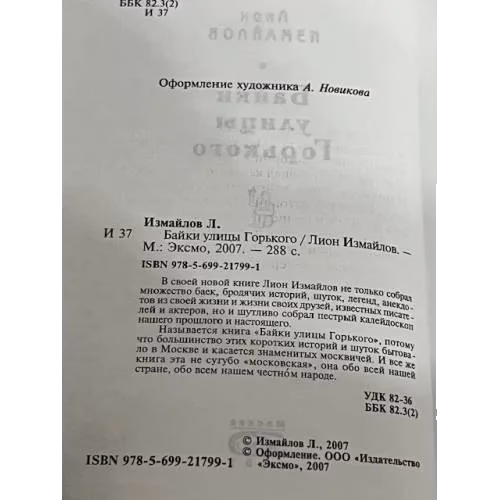 ББК 82.3(2)
И 37
Оформление художника А. Новикова
Измайлов Л.
И 37 Байки улицы Горького / Лион Измайлов. —
М.: Эксмо, 2007. — 288 с.
ISBN 978-5-699-21799-1
В своей новой книге Лион Измайлов не только собрал
множество баек, бродячих историй, шуток, легенд, анекдо-
тов из своей жизни и жизни своих друзей, известных писате-
лей и актеров, но и шутливо собрал пестрый калейдоскоп
нашего прошлого и настоящего.
Называется книга «Байки улицы Горького», потому
что большинство этих коротких историй и шуток бытова-
ло в Москве и касается знаменитых москвичей. И все же
книга эта не сугубо «московская», она обо всей нашей
стране, обо всем нашем честнóм народе.
УДК 82-36
ББК 82.3(2)
© Измайлов Л., 2007
© Оформление. ООО «Издательство
ISBN 978-5-699-21799-1 «Эксмо», 2007